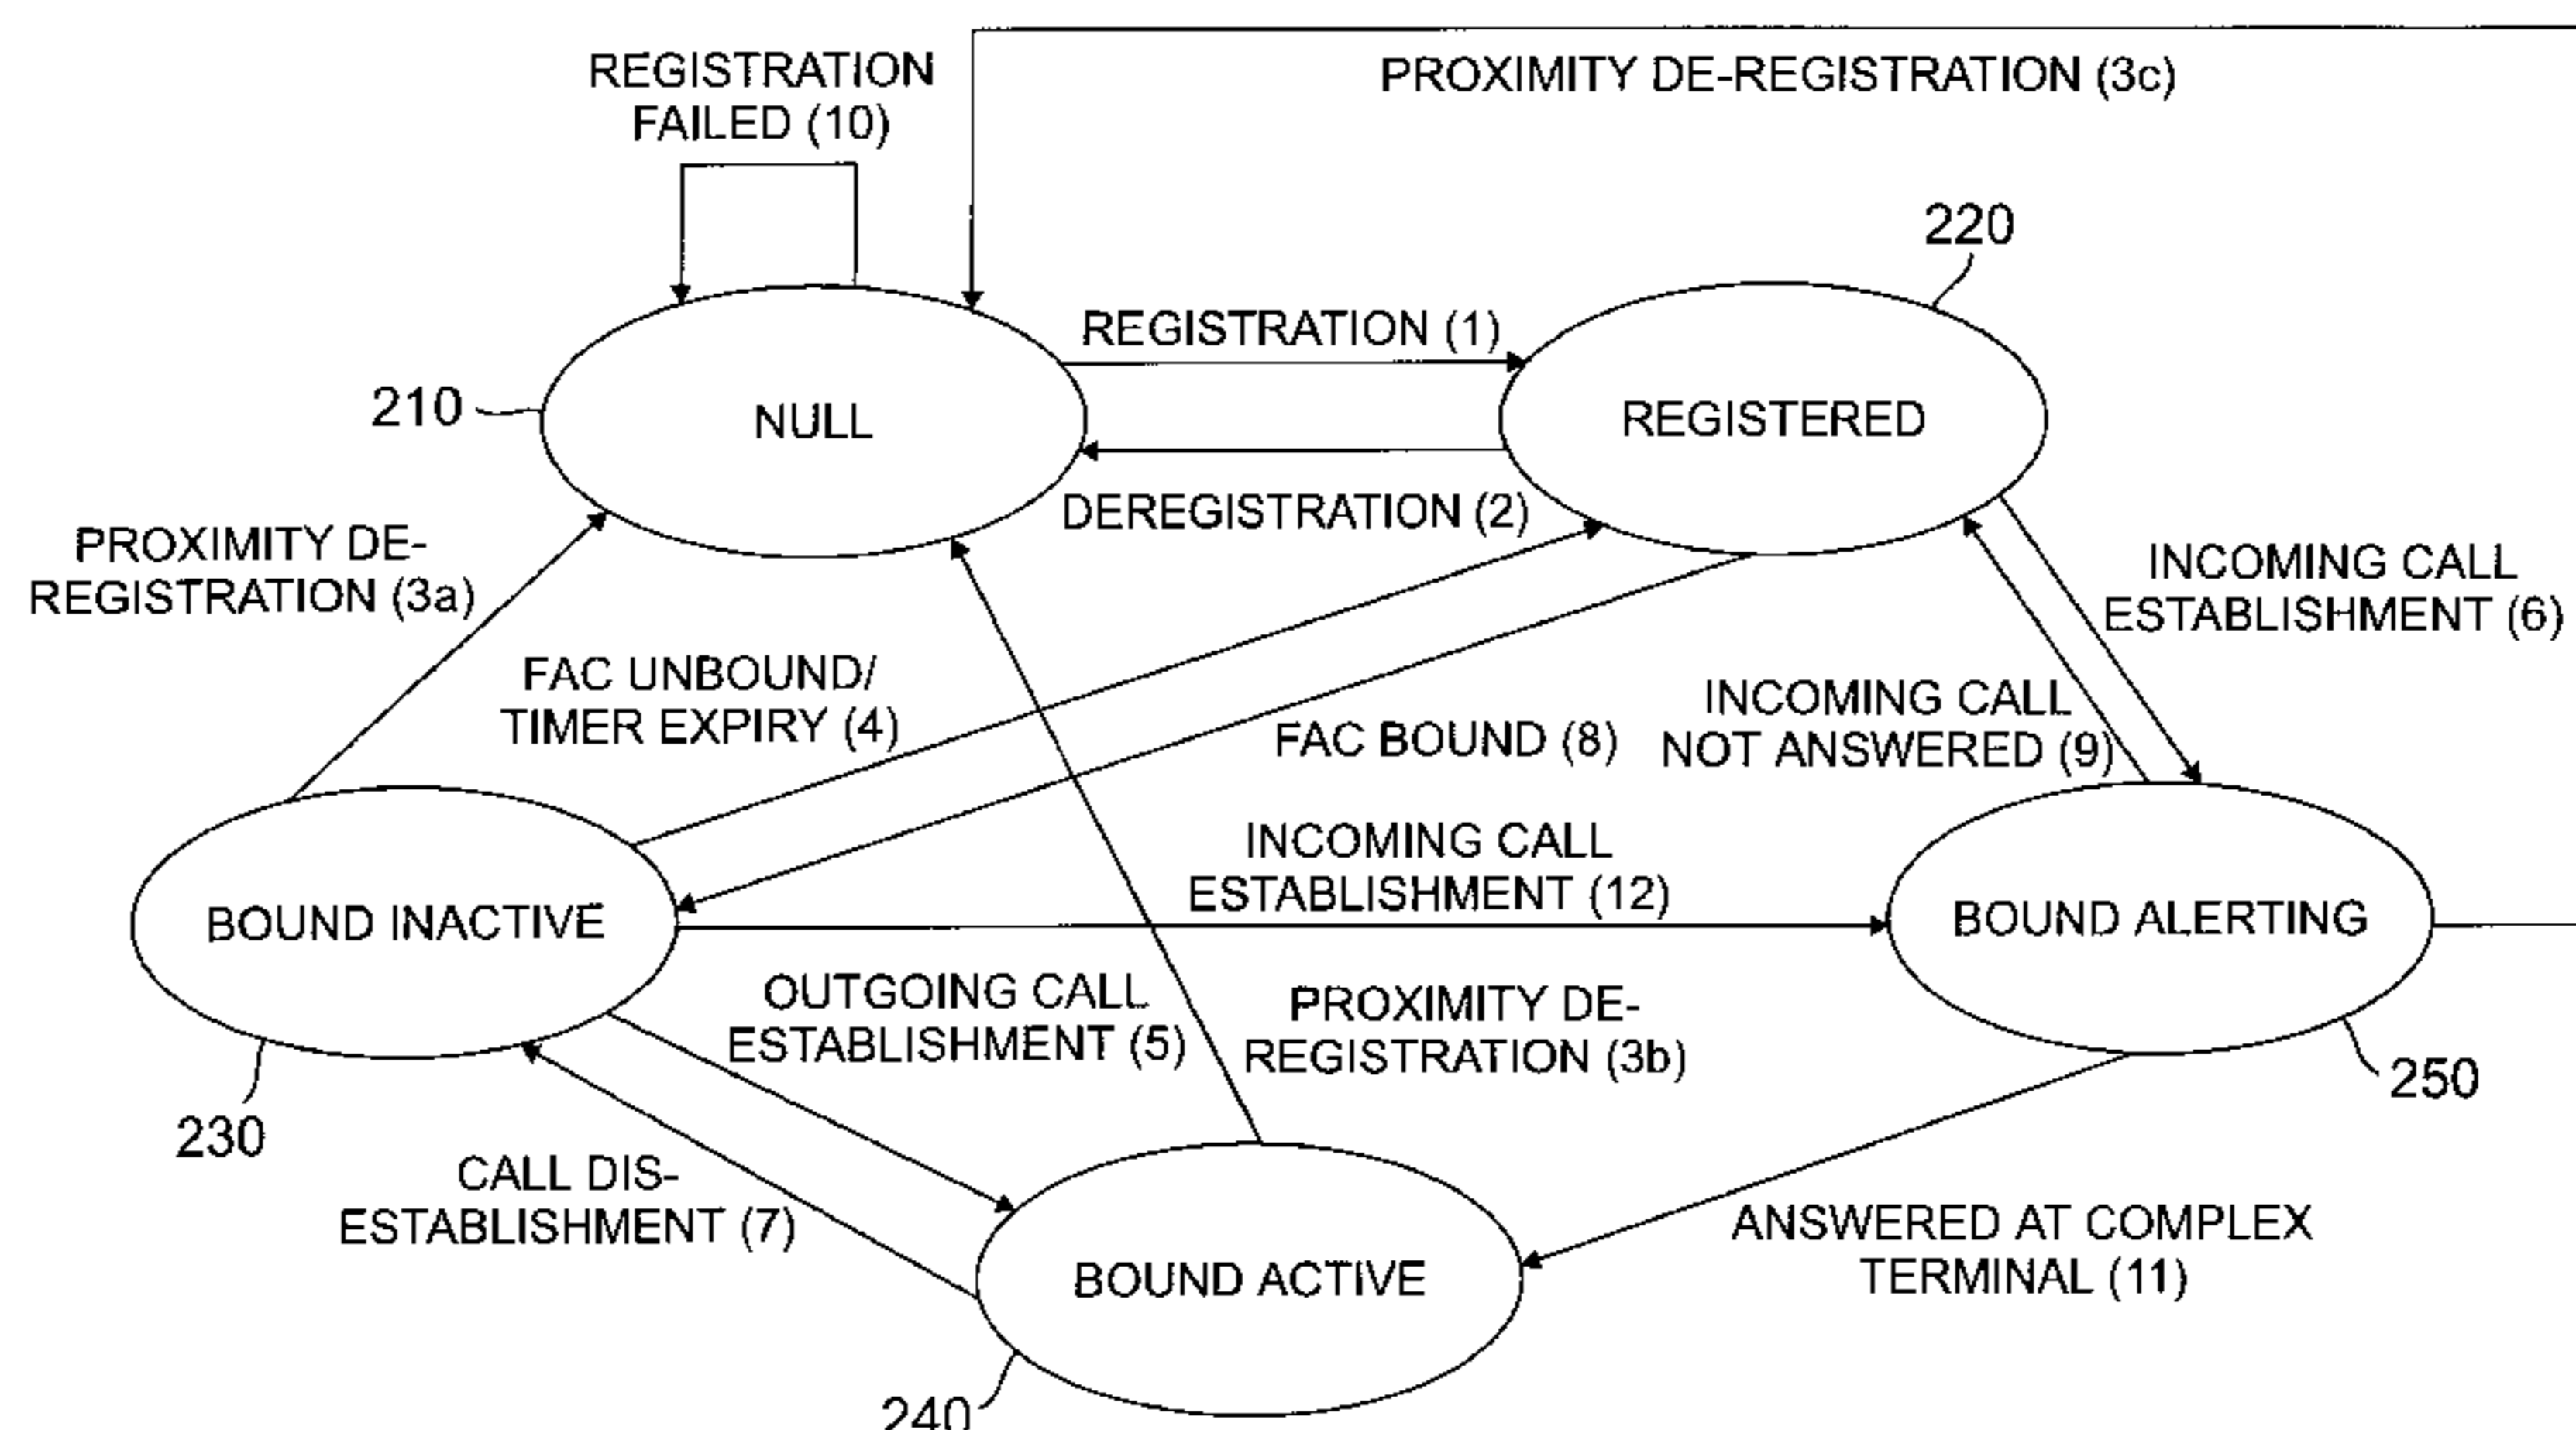 REGISTRATION
FAILED (10)
PROXIMITY DE-REGISTRATION (3c)
220
REGISTRATION (1)
210
NULL
REGISTERED
DEREGISTRATION (2)
PROXIMITY DE-
REGISTRATION (3a)
INCOMING CALL
ESTABLISHMENT (6)
FAC UNBOUND/
TIMER EXPIRY (4)
FAC BOUND (8)
INCOMING CALL
NOT ANSWERED (9)
INCOMING CALL
ESTABLISHMENT (12)
BOUND INACTIVE
BOUND ALERTING
OUTGOING CALL
ESTABLISHMENT (5)
PROXIMITY DE-
REGISTRATION (3b)
230
250
CALL DIS-
ESTABLISHMENT (7)
BOUND ACTIVE
ANSWERED AT COMPLEX
TERMINAL (11)
240